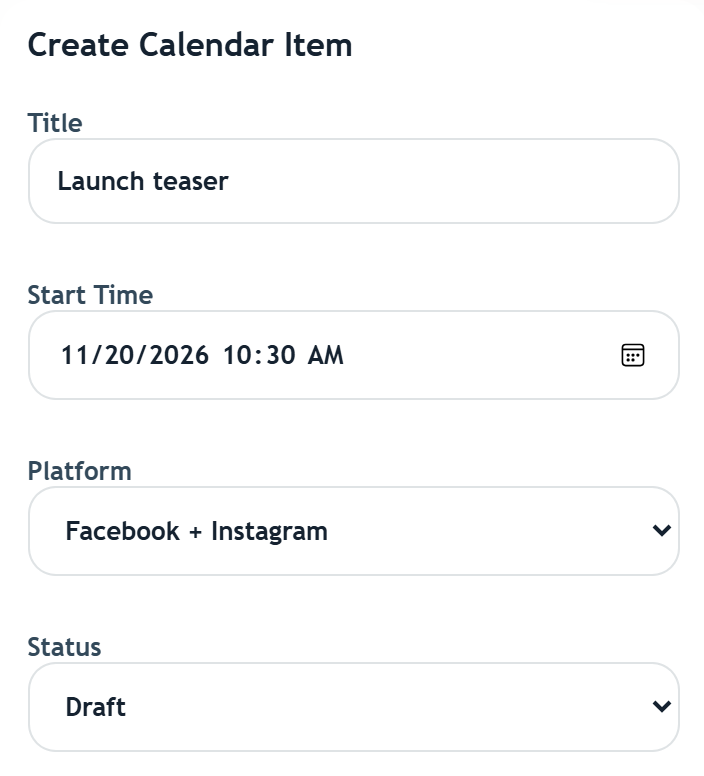 Create Calendar Item
Title
Launch teaser
Start Time
11/20/2026 10:30 AM
Platform
Facebook + Instagram
Status
Draft